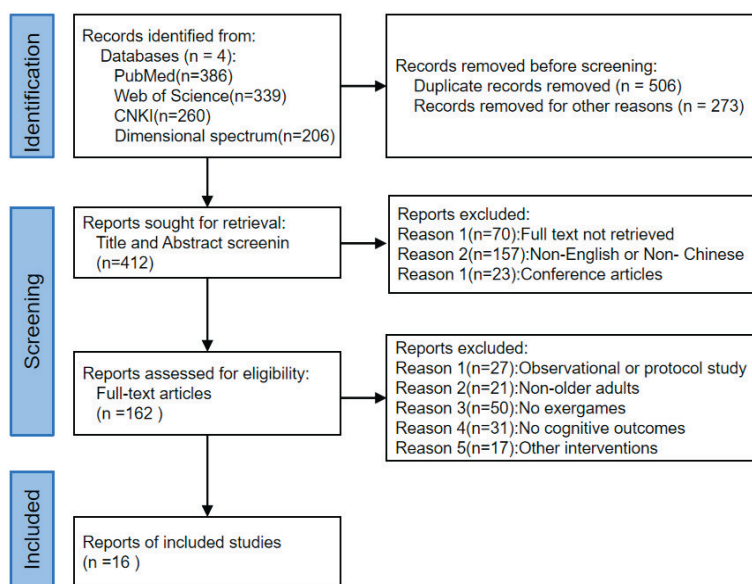 Identification
Records identified from:
Databases (n = 4):
PubMed(n=386)
Web of Science(n=339)
CNKI(n=260)
Dimensional spectrum(n=206)
Records removed before screening:
Duplicate records removed (n = 506)
Records removed for other reasons (n = 273)
Screening
Reports sought for retrieval:
Title and Abstract screenin
(n=412)
Reports excluded:
Reason 1(n=70):Full text not retrieved
Reason 2(n=157):Non-English or Non- Chinese
Reason 1(n=23):Conference articles
Reports assessed for eligibility:
Full-text articles
(n =162 )
Reports excluded:
Reason 1(n=27):Observational or protocol study
Reason 2(n=21):Non-older adults
Reason 3(n=50):No exergames
Reason 4(n=31):No cognitive outcomes
Reason 5(n=17):Other interventions
Included
Reports of included studies
(n =16 )